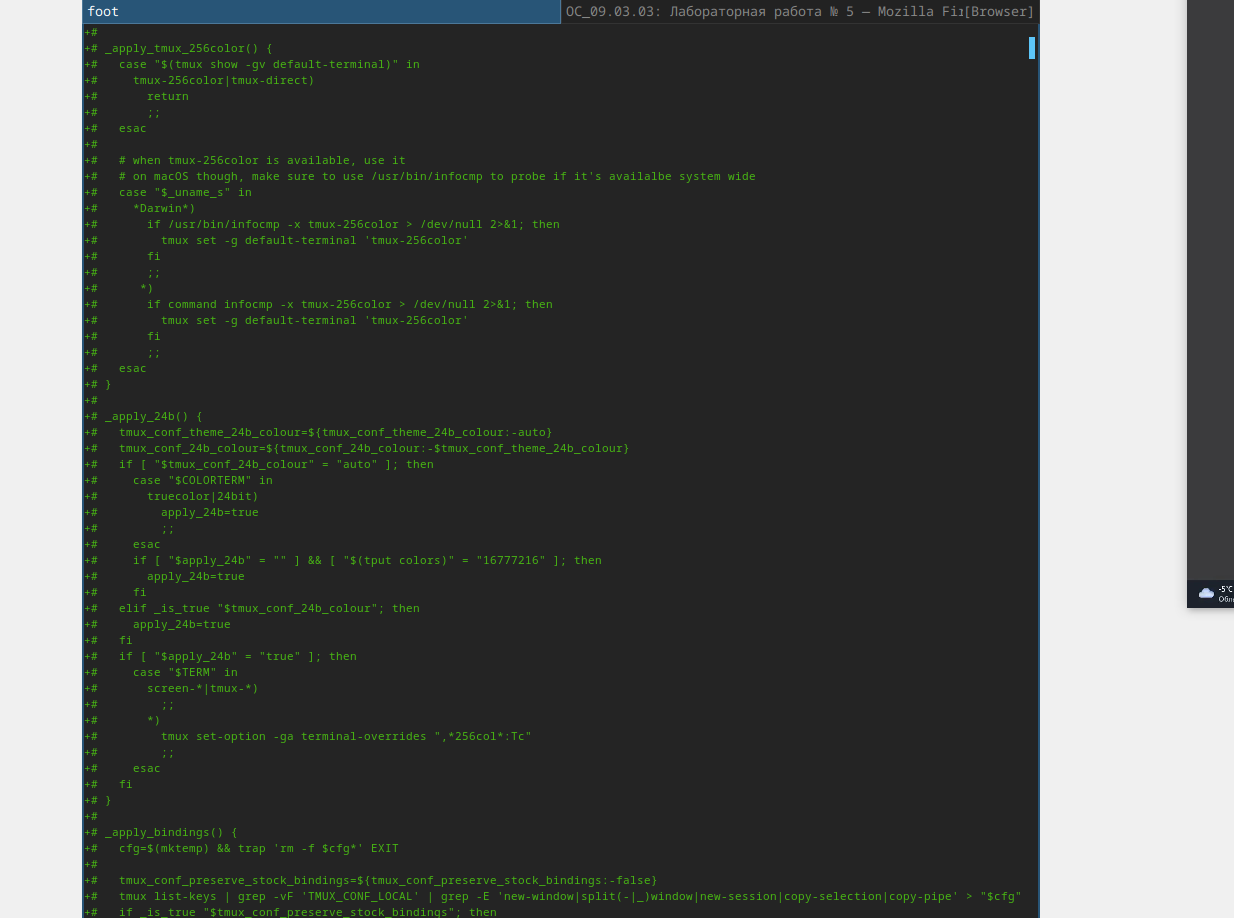 foot
ОС_09.03.03: Лабораторная работа № 5 — Mozilla Fi [Browser]
+#
+# _apply_tmux_256color() {
+#   case "$(tmux show -gv default-terminal)" in
+#     tmux-256color|tmux-direct)
+#       return
+#       ;;
+#   esac
+#
+#   # when tmux-256color is available, use it
+#   # on macOS though, make sure to use /usr/bin/infocmp to probe if it's availalbe system wide
+#   case "$_uname_s" in
+#     *Darwin*)
+#       if /usr/bin/infocmp -x tmux-256color > /dev/null 2>&1; then
+#         tmux set -g default-terminal 'tmux-256color'
+#       fi
+#       ;;
+#      *)
+#       if command infocmp -x tmux-256color > /dev/null 2>&1; then
+#         tmux set -g default-terminal 'tmux-256color'
+#       fi
+#       ;;
+#   esac
+# }
+#
+# _apply_24b() {
+#   tmux_conf_theme_24b_colour=${tmux_conf_theme_24b_colour:-auto}
+#   tmux_conf_24b_colour=${tmux_conf_24b_colour:-$tmux_conf_theme_24b_colour}
+#   if [ "$tmux_conf_24b_colour" = "auto" ]; then
+#     case "$COLORTERM" in
+#       truecolor|24bit)
+#         apply_24b=true
+#         ;;
+#     esac
+#     if [ "$apply_24b" = "" ] && [ "$(tput colors)" = "16777216" ]; then
+#       apply_24b=true
+#     fi
+#   elif _is_true "$tmux_conf_24b_colour"; then
+#     apply_24b=true
+#   fi
+#   if [ "$apply_24b" = "true" ]; then
+#     case "$TERM" in
+#       screen-*|tmux-*)
+#         ;;
+#       *)
+#         tmux set-option -ga terminal-overrides ",*256col*:Tc"
+#         ;;
+#     esac
+#   fi
+# }
+#
+# _apply_bindings() {
+#   cfg=$(mktemp) && trap 'rm -f $cfg*' EXIT
+#
+#   tmux_conf_preserve_stock_bindings=${tmux_conf_preserve_stock_bindings:-false}
+#   tmux list-keys | grep -vF 'TMUX_CONF_LOCAL' | grep -E 'new-window|split(-|_)window|new-session|copy-selection|copy-pipe' > "$cfg"
+#   if _is_true "$tmux_conf_preserve_stock_bindings"; then
-5°C